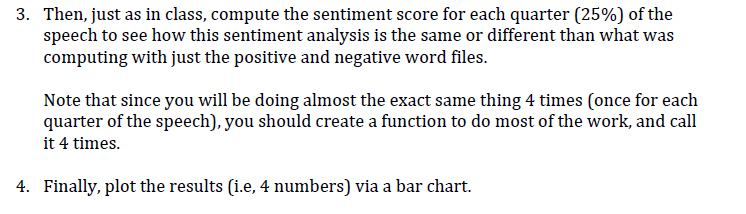 3. Then, just as in class, compute the sentiment score for each quarter (25%) of the
speech to see how this sentiment analysis is the same or different than what was
computing with just the positive and negative word files.
Note that since you will be doing almost the exact same thing 4 times (once for each
quarter of the speech), you should create a function to do most of the work, and call
it 4 times.
4. Finally, plot the results (i.e, 4 numbers) via a bar chart.